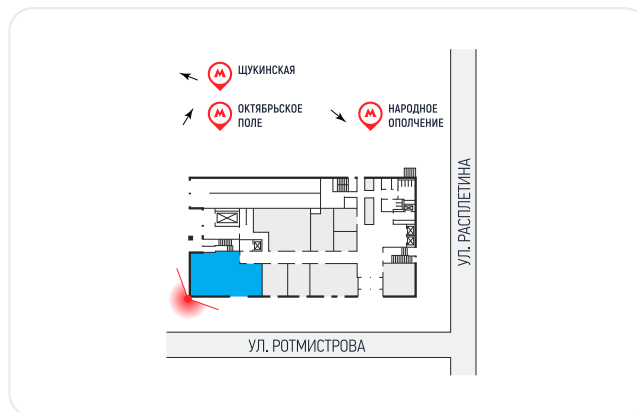 ЩУКИНСКАЯ
ОКТЯБРЬСКОЕ
ПОЛЕ
НАРОДНОЕ
ОПОЛЧЕНИЕ
УЛ. РАСПЛЕТИНА
УЛ. РОТМИСТРОВА